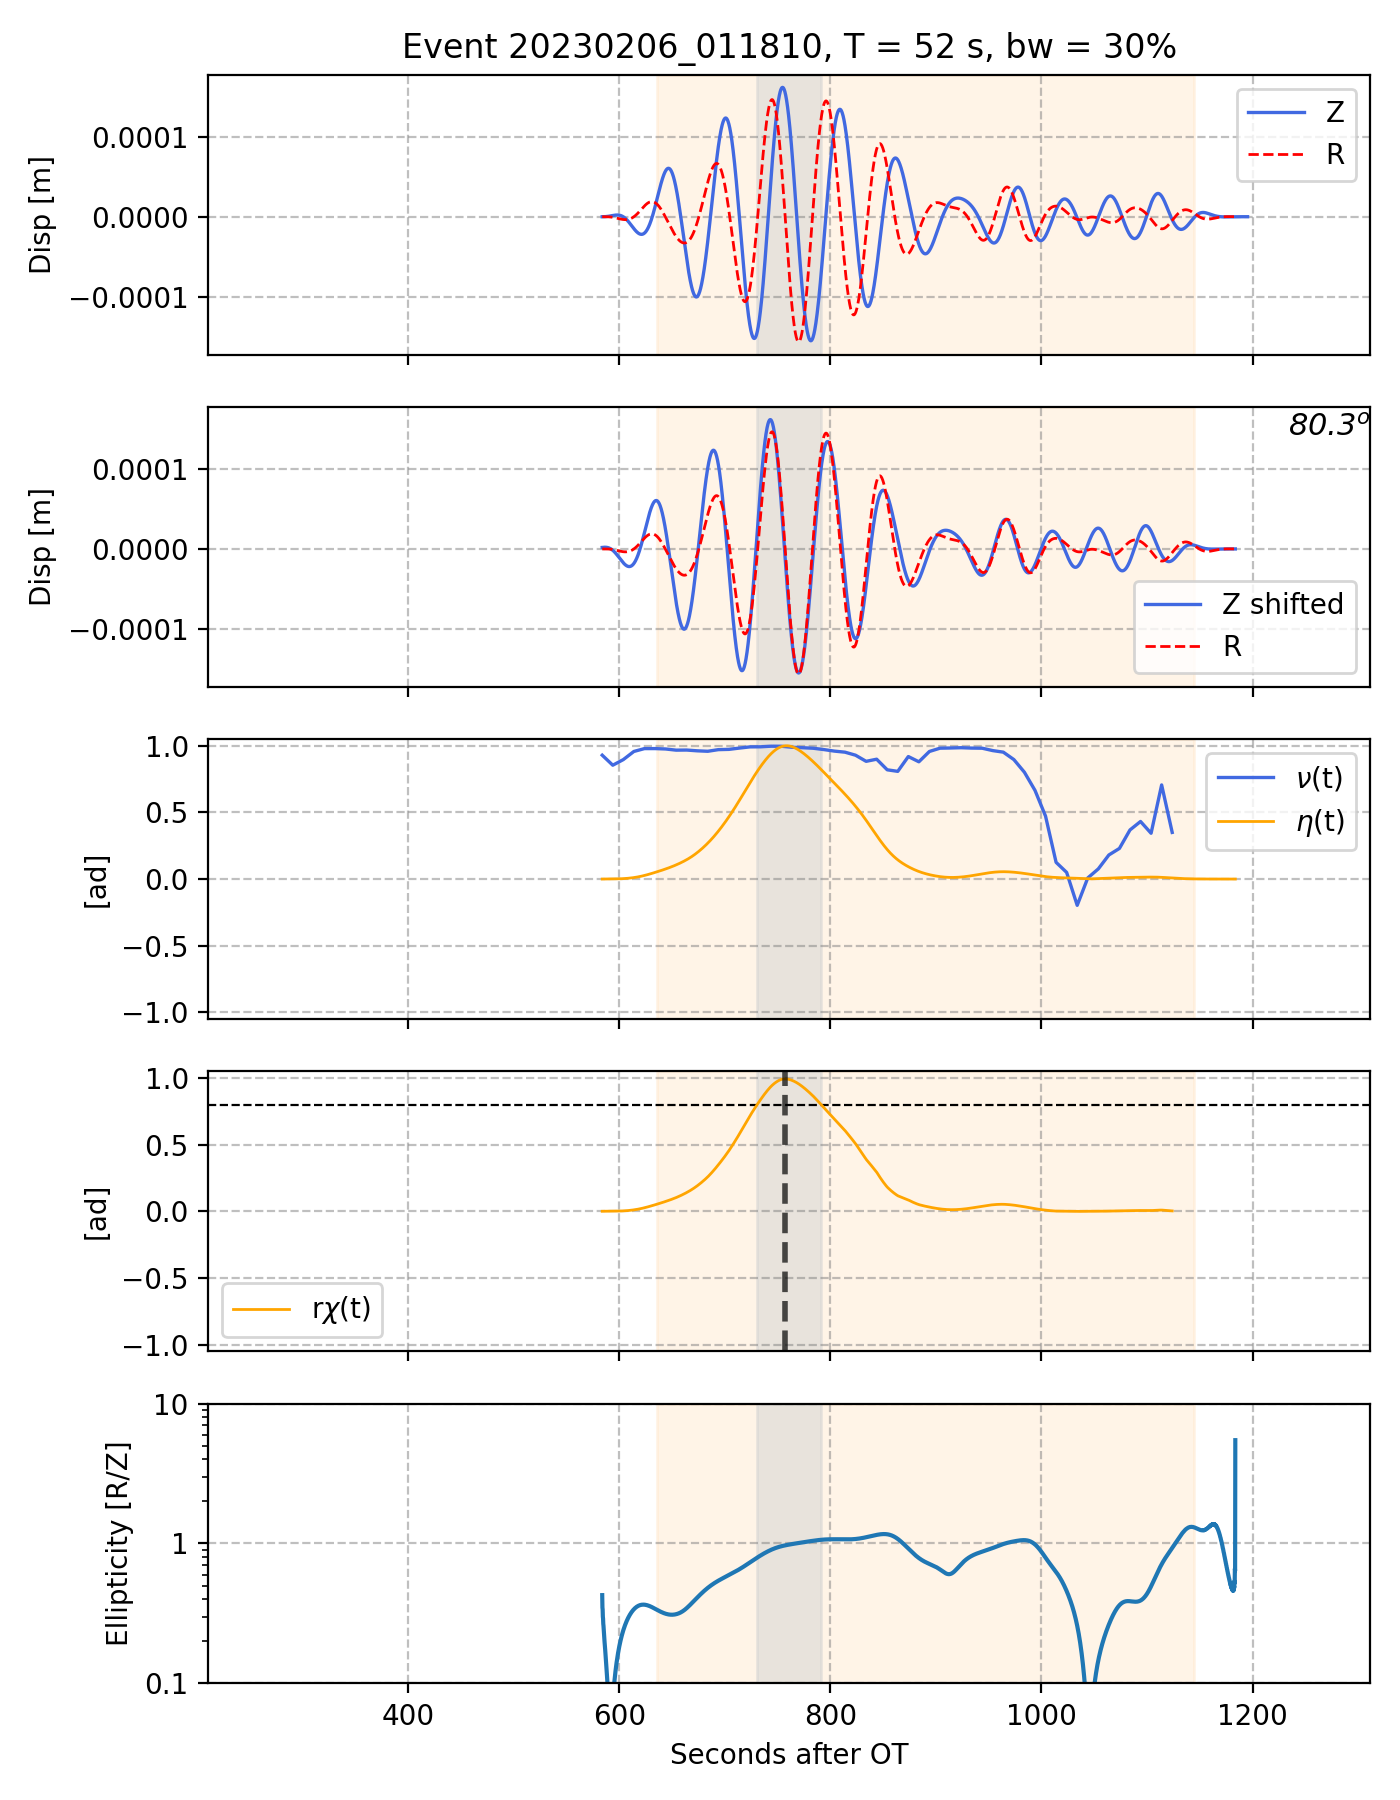 Event 20230206_011810, T = 52 s, bw = 30%
Disp [m]
0.0001
0.0000
−0.0001
Z
R
Disp [m]
0.0001
0.0000
−0.0001
80.3º
Z shifted
R
[ad]
1.0
0.5
0.0
−0.5
−1.0
ν(t)
η(t)
[ad]
1.0
0.5
0.0
−0.5
−1.0
rχ(t)
Ellipticity [R/Z]
10
1
0.1
400 600 800 1000 1200
Seconds after OT